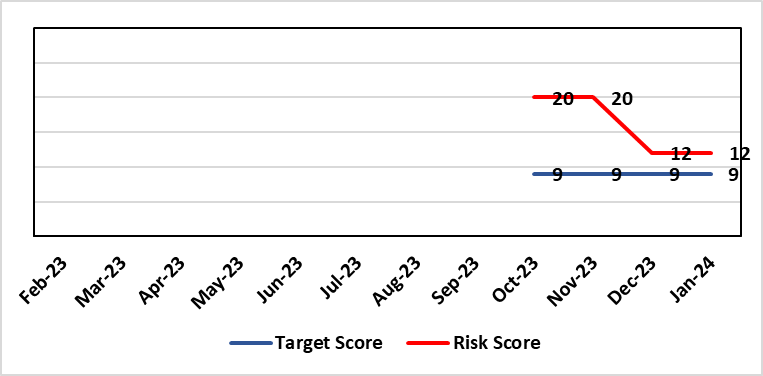 20 20
12 12
9 9 9 9
Feb-23 Mar-23 Apr-23 May-23 Jun-23 Jul-23 Aug-23 Sep-23 Oct-23 Nov-23 Dec-23 Jan-24
Target Score Risk Score